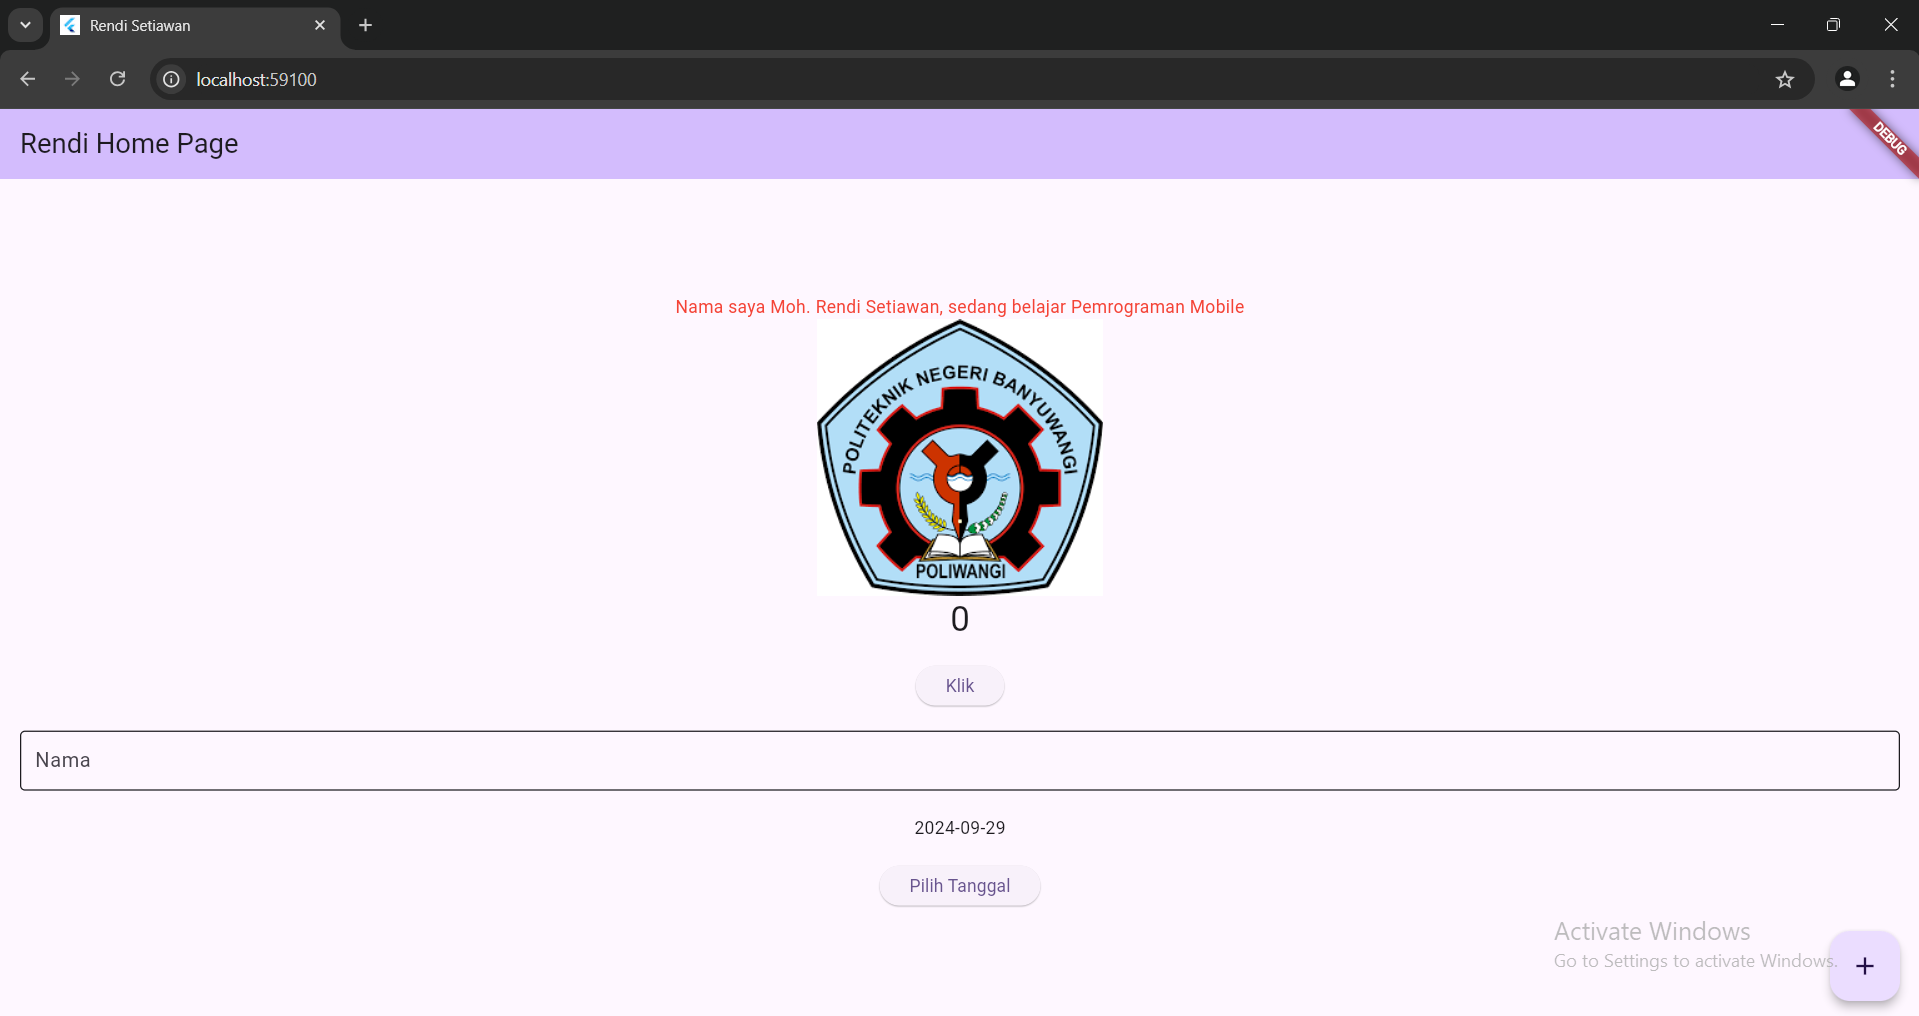 Rendi Setiawan
localhost:59100
Rendi Home Page
DEBUG
Nama saya Moh. Rendi Setiawan, sedang belajar Pemrograman Mobile
POLITEKNIK NEGERI BANYUWANGI
POLIWANGI
0
Klik
Nama
2024-09-29
Pilih Tanggal
Activate Windows
Go to Settings to activate Windows.